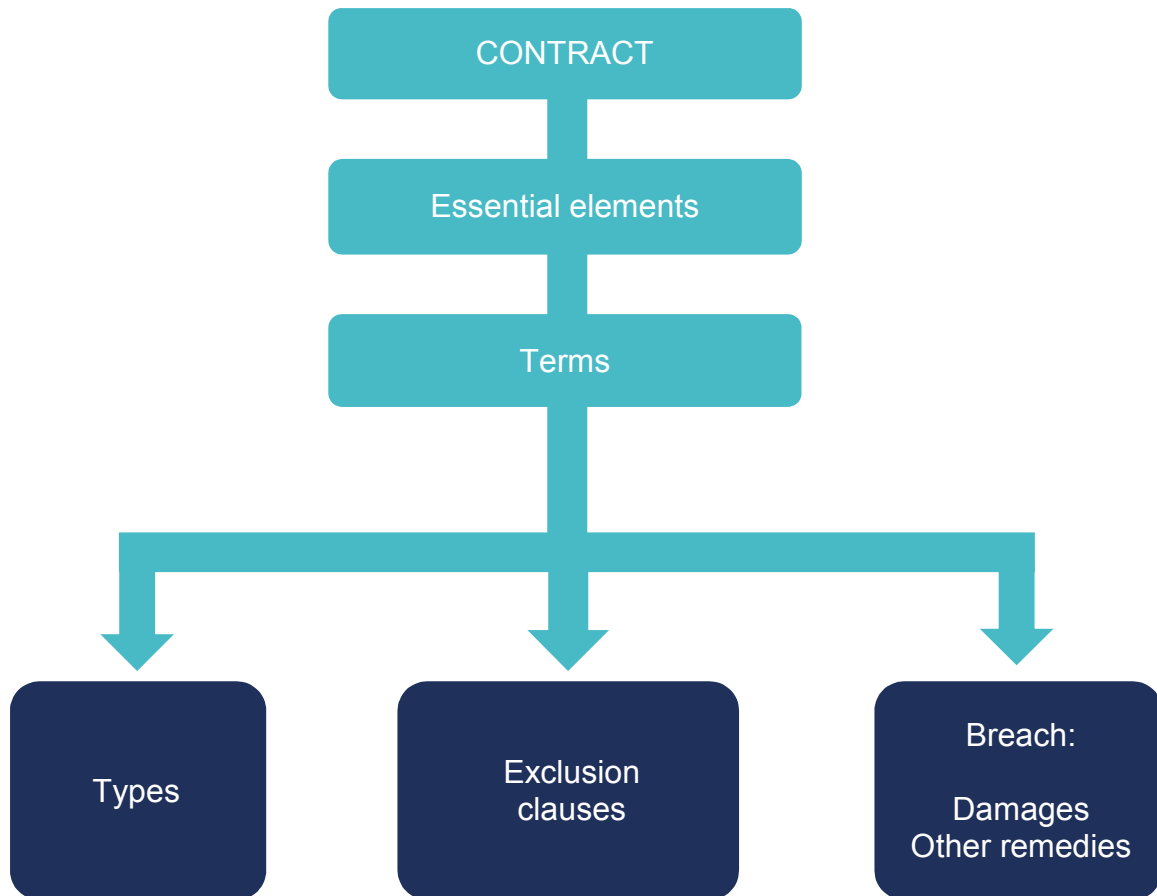 CONTRACT
Essential elements
Terms
Types
Exclusion
clauses
Breach:
Damages
Other remedies